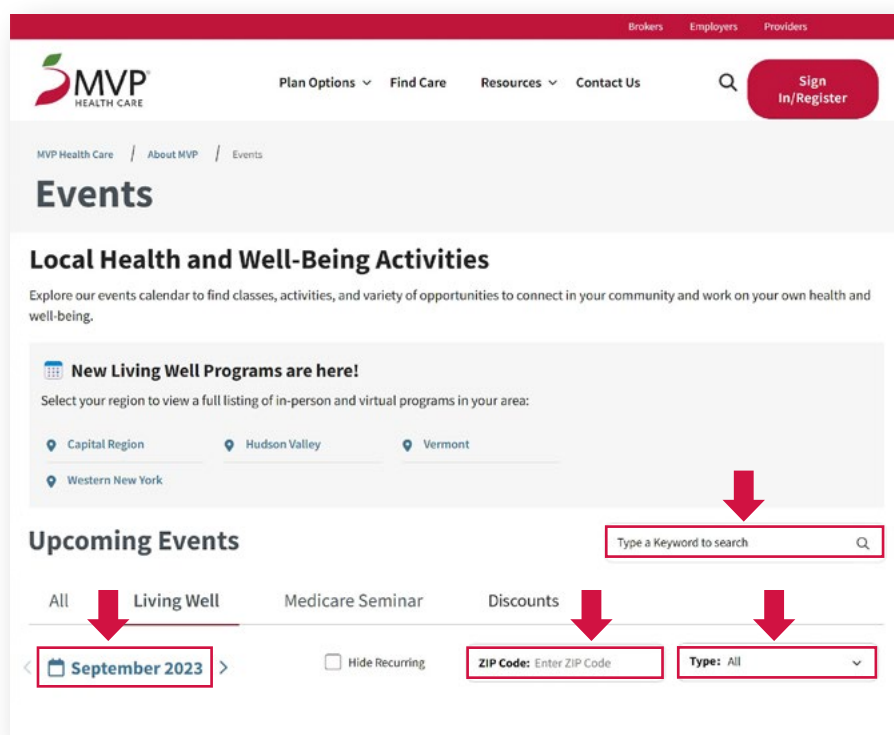 Brokers Employers Providers
MVP®
HEALTH CARE
Plan Options Find Care Resources Contact Us
Sign
In/Register
MVP Health Care / About MVP / Events
Events
Local Health and Well-Being Activities
Explore our events calendar to find classes, activities, and variety of opportunities to connect in your community and work on your own health and
well-being.
New Living Well Programs are here!
Select your region to view a full listing of in-person and virtual programs in your area:
Capital Region Hudson Valley Vermont
Western New York
Upcoming Events
Type a Keyword to search
All Living Well Medicare Seminar Discounts
September 2023
Hide Recurring
ZIP Code: Enter ZIP Code
Type: All